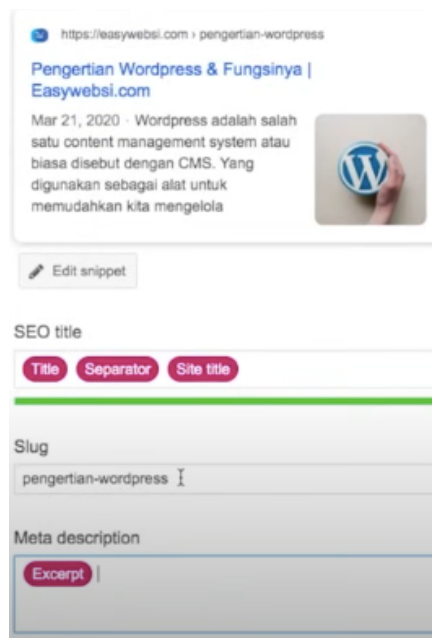 https://easywebsi.com › pengertian-wordpress
Pengertian Wordpress & Fungsinya |
Easywebsi.com
Mar 21, 2020 · Wordpress adalah salah
satu content management system atau
biasa disebut dengan CMS. Yang
digunakan sebagai alat untuk
memudahkan kita mengelola
Edit snippet
SEO title
Title Separator Site title
Slug
pengertian-wordpress
Meta description
Excerpt